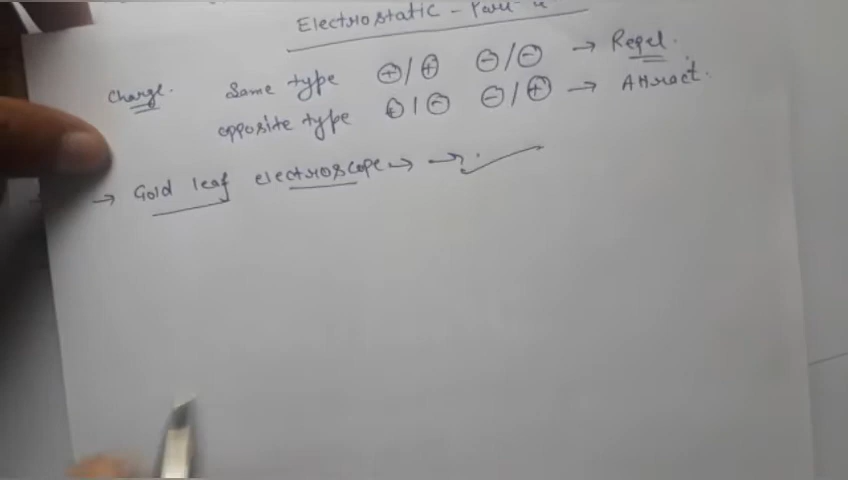 Electrostatic - Part-
Charge. Same type ⊕/⊕ ⊖/⊖ → Repel.
opposite type ⊕/⊖ ⊖/⊕ → Attract.
→ Gold leaf electroscope →